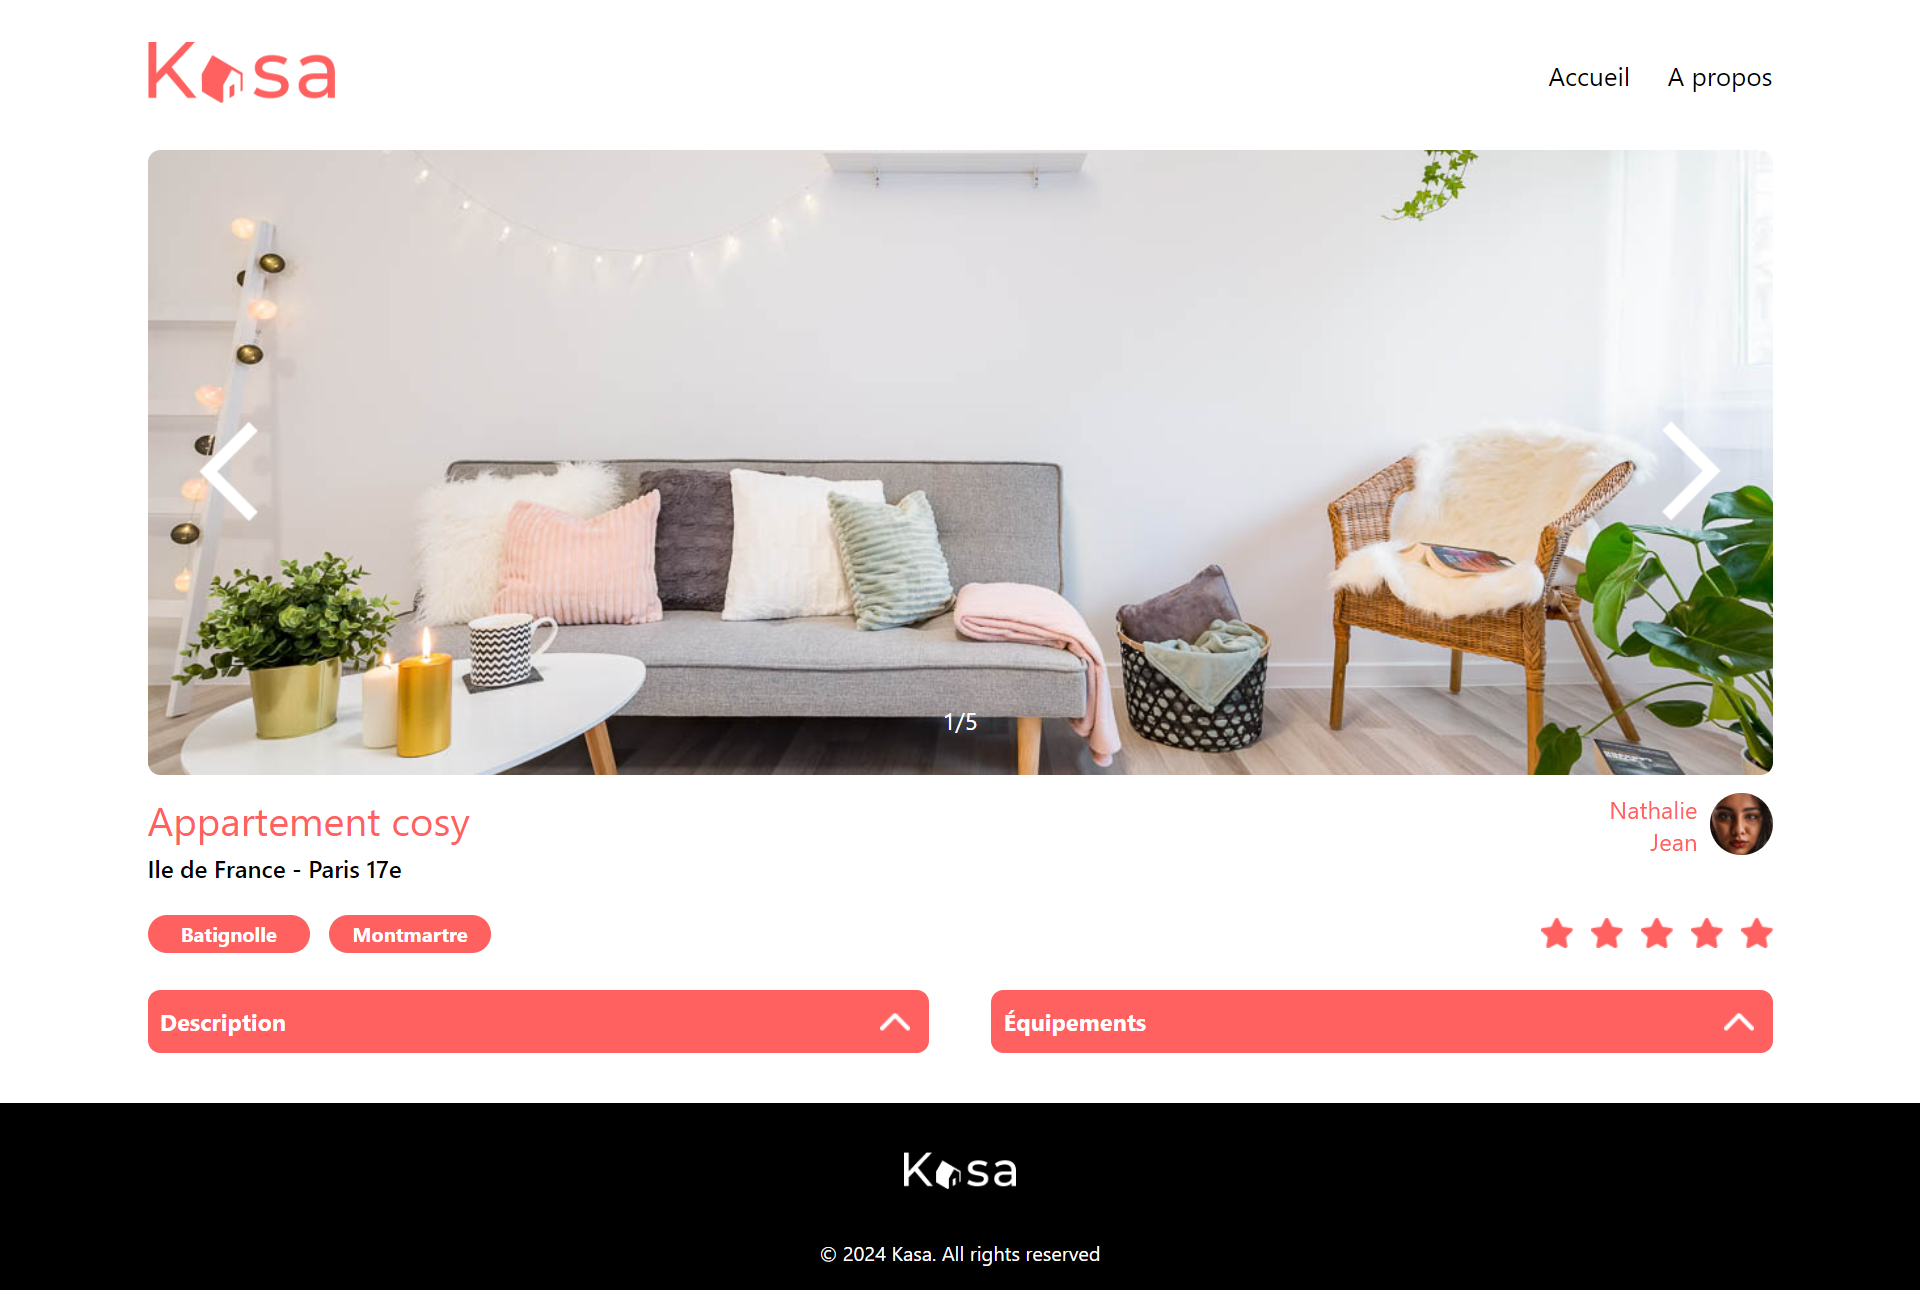 Kasa
Accueil
A propos
1/5
Appartement cosy
Nathalie
Jean
Ile de France - Paris 17e
Batignolle
Montmartre
Description
Équipements
Kasa
© 2024 Kasa. All rights reserved